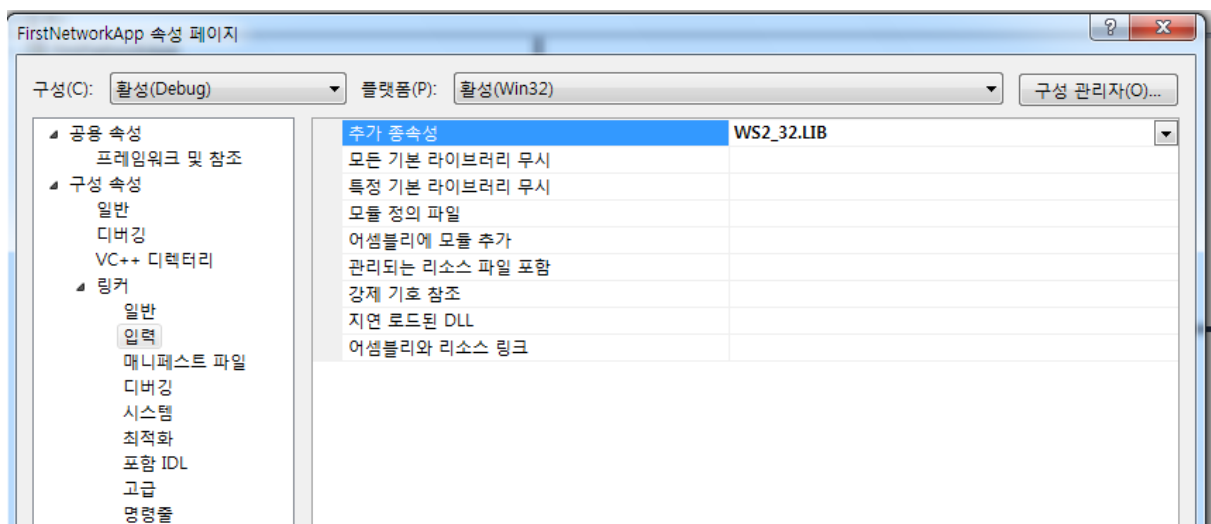 FirstNetworkApp 속성 페이지
구성(C): 활성(Debug) 플랫폼(P): 활성(Win32) 구성 관리자(O)...
공용 속성
프레임워크 및 참조
구성 속성
일반
디버깅
VC++ 디렉터리
링커
일반
입력
매니페스트 파일
디버깅
시스템
최적화
포함 IDL
고급
명령줄
추가 종속성 WS2_32.LIB
모든 기본 라이브러리 무시
특정 기본 라이브러리 무시
모듈 정의 파일
어셈블리에 모듈 추가
관리되는 리소스 파일 포함
강제 기호 참조
지연 로드된 DLL
어셈블리와 리소스 링크